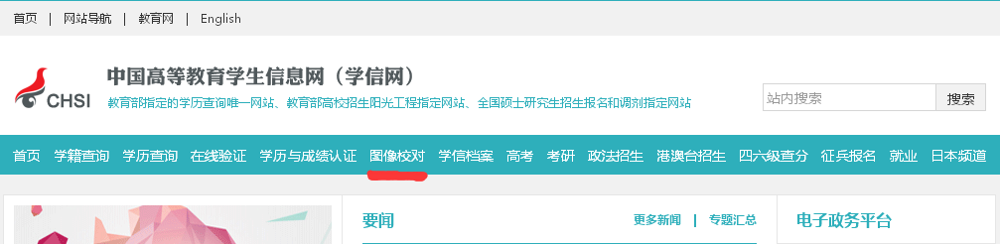 首页 | 网站导航 | 教育网 | English
中国高等教育学生信息网（学信网）
CHSI
教育部指定的学历查询唯一网站、教育部高校招生阳光工程指定网站、全国硕士研究生招生报名和调剂指定网站
站内搜索 搜索
首页 学籍查询 学历查询 在线验证 学历与成绩认证 图像校对 学信档案 高考 考研 政法招生 港澳台招生 四六级查分 征兵报名 就业 日本频道
要闻 更多新闻 | 专题汇总 电子政务平台